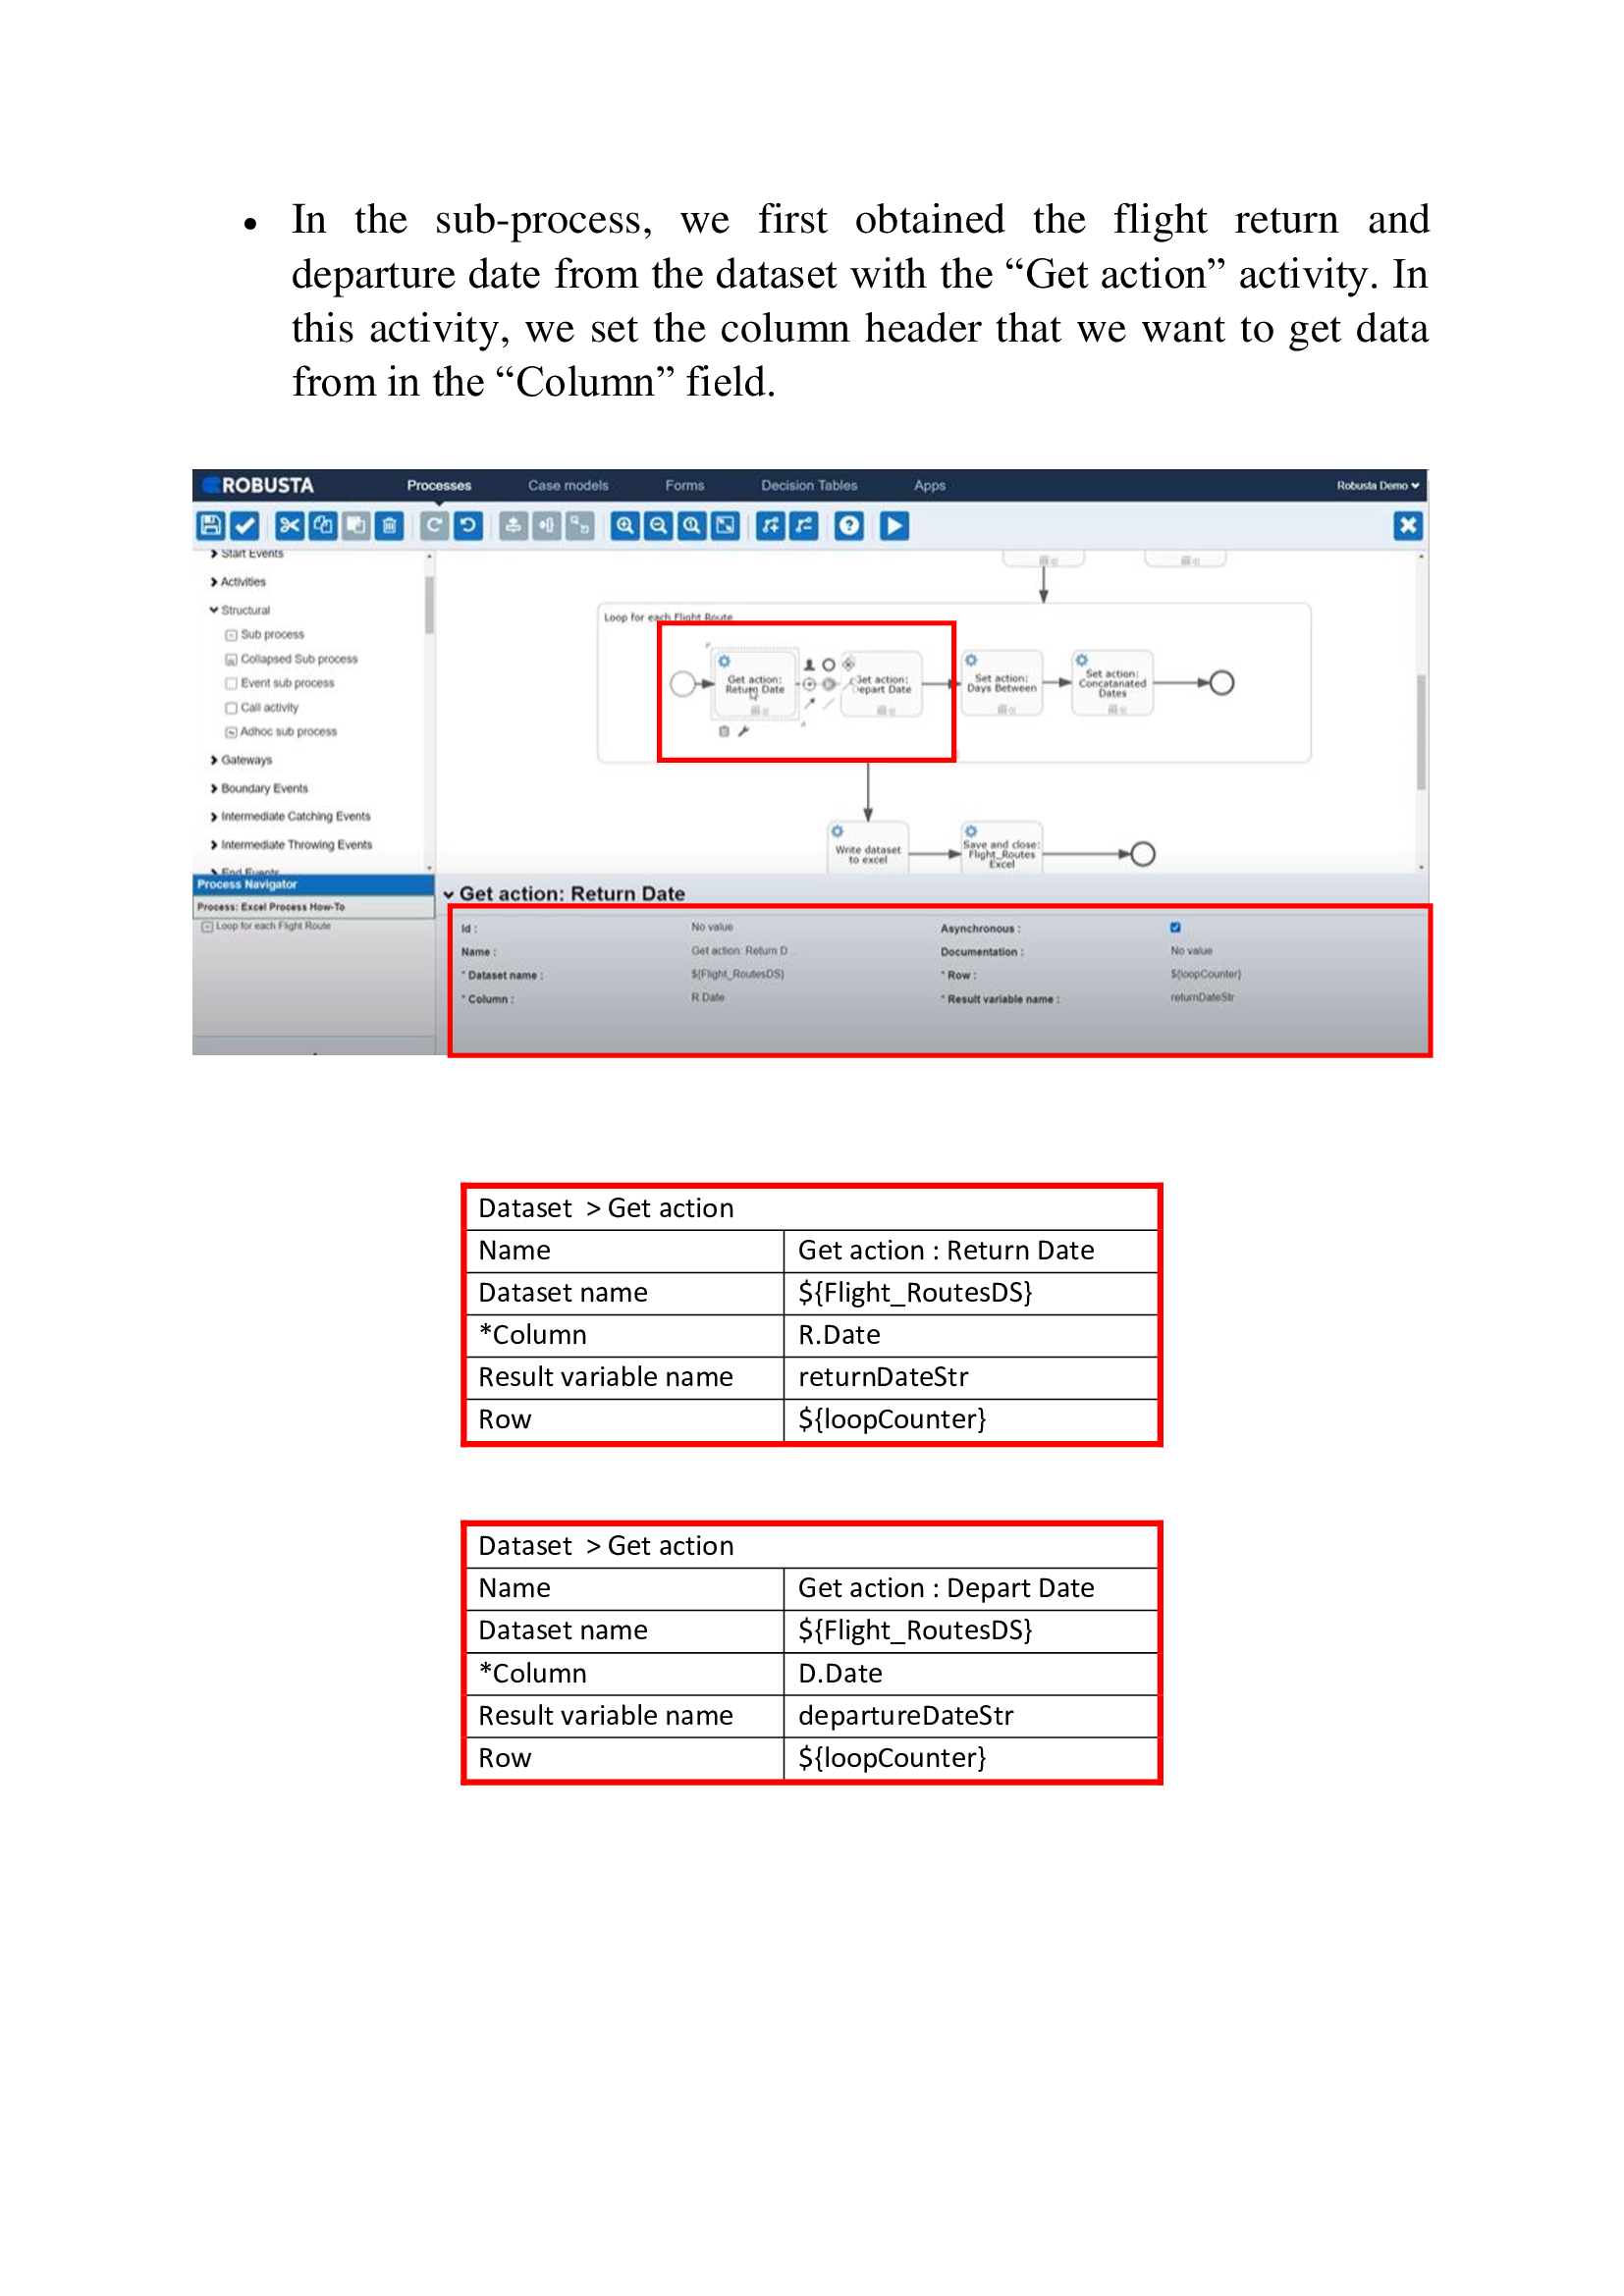 • In the sub-process, we first obtained the flight return and
departure date from the dataset with the “Get action” activity. In
this activity, we set the column header that we want to get data
from in the “Column” field.
ROBUSTA Processes Case models Forms Decision Tables Apps Robusta Demo
Start Events
Activities
Structural
Sub process
Collapsed Sub process
Event sub process
Call activity
Adhoc sub process
Gateways
Boundary Events
Intermediate Catching Events
Intermediate Throwing Events
End Events
Loop for each Flight Route
Get action:
Return Date
Get action:
Depart Date
Set action:
Days Between
Set action:
Concatanated
Dates
Write dataset
to excel
Save and close:
Flight_Routes
Excel
Process Navigator
Process: Excel Process How-To
Loop for each Flight Route
Get action: Return Date
Id : No value Asynchronous :
Name : Get action: Return D Documentation : No value
* Dataset name : ${Flight_RoutesDS} * Row : ${loopCounter}
* Column : R.Date * Result variable name : returnDateStr
Dataset > Get action
Name Get action : Return Date
Dataset name ${Flight_RoutesDS}
*Column R.Date
Result variable name returnDateStr
Row ${loopCounter}
Dataset > Get action
Name Get action : Depart Date
Dataset name ${Flight_RoutesDS}
*Column D.Date
Result variable name departureDateStr
Row ${loopCounter}